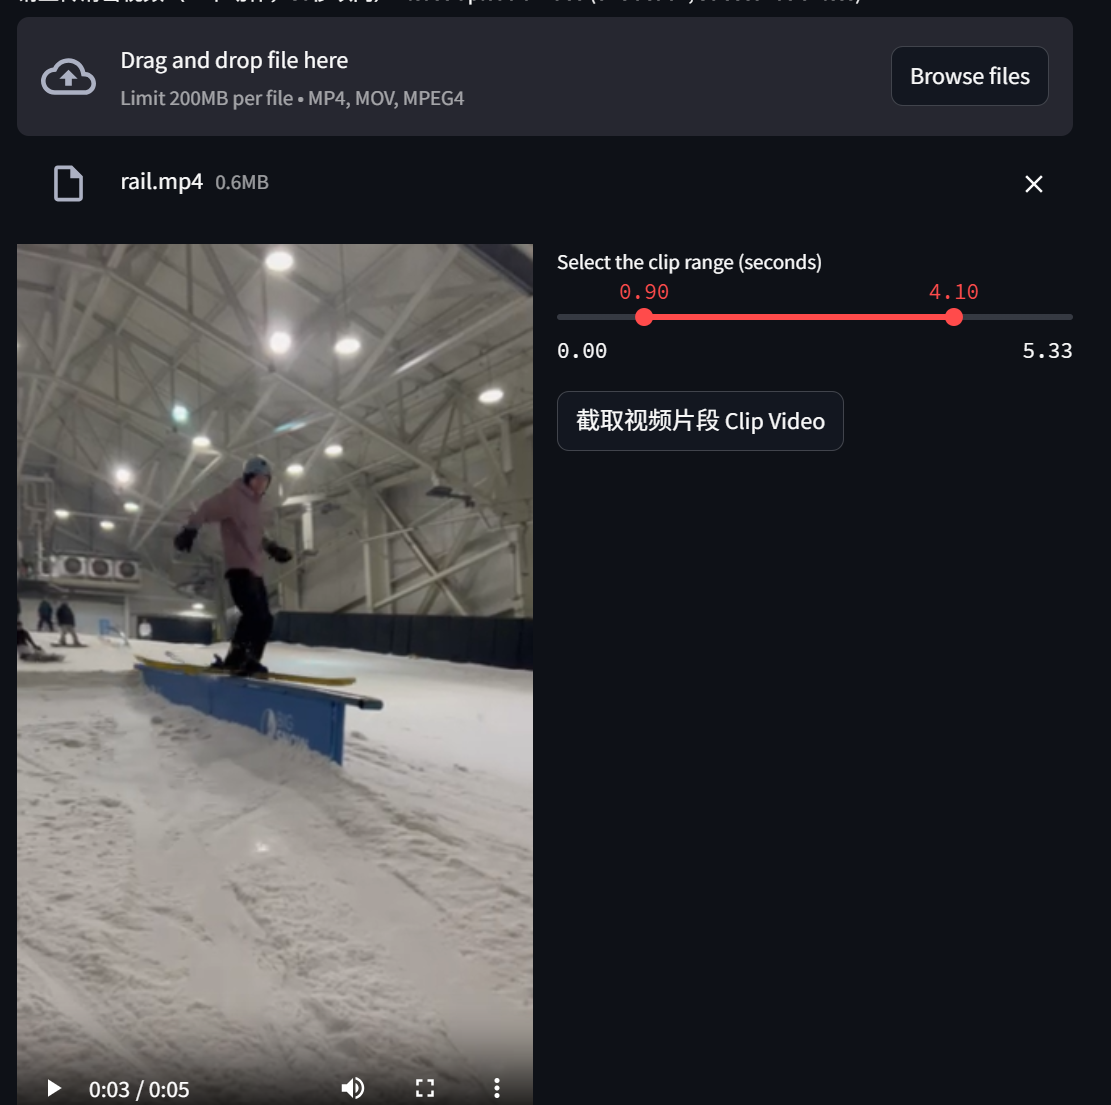 Drag and drop file here
Limit 200MB per file • MP4, MOV, MPEG4
Browse files
rail.mp4 0.6MB
Select the clip range (seconds)
0.90 4.10
0.00 5.33
截取视频片段 Clip Video
BIG
SNOW
0:03 / 0:05